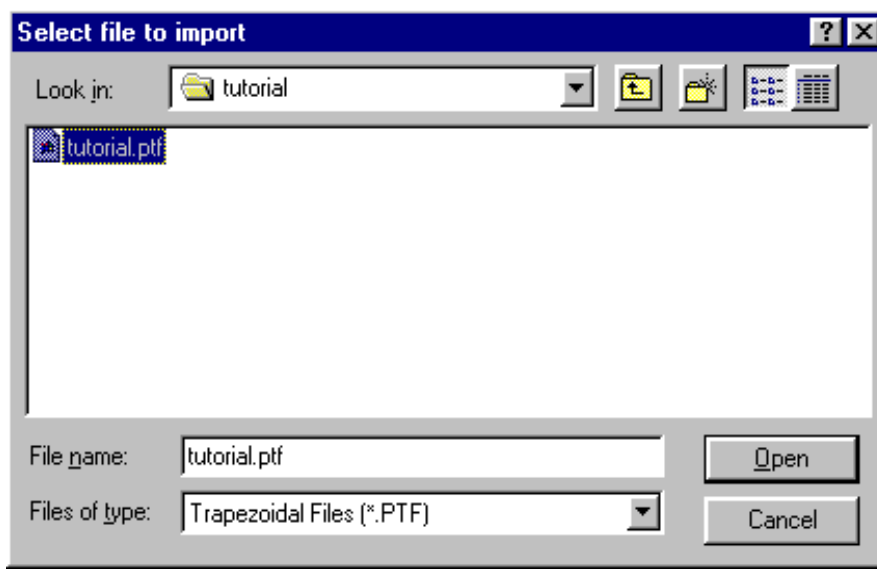 Select file to import
Look in: tutorial
tutorial.ptf
File name: tutorial.ptf Open
Files of type: Trapezoidal Files (*.PTF) Cancel